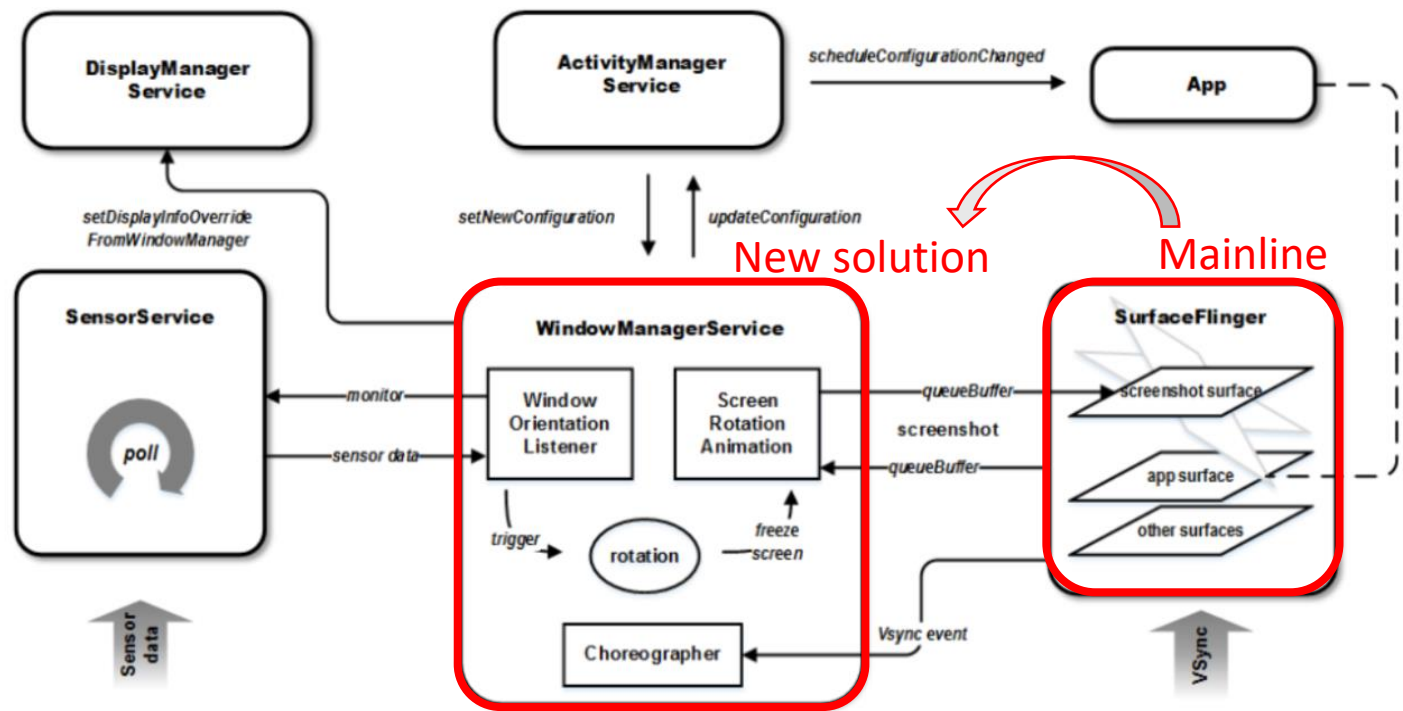 DisplayManager
Service
ActivityManager
Service
scheduleConfigurationChanged
App
setDisplayInfoOverride
FromWindowManager
setNewConfiguration
updateConfiguration
New solution
Mainline
SensorService
poll
WindowManagerService
SurfaceFlinger
monitor
sensor data
Window
Orientation
Listener
Screen
Rotation
Animation
queueBuffer
screenshot
queueBuffer
screenshot surface
app surface
other surfaces
trigger
rotation
freeze
screen
Choreographer
Vsync event
Sensor
data
VSync